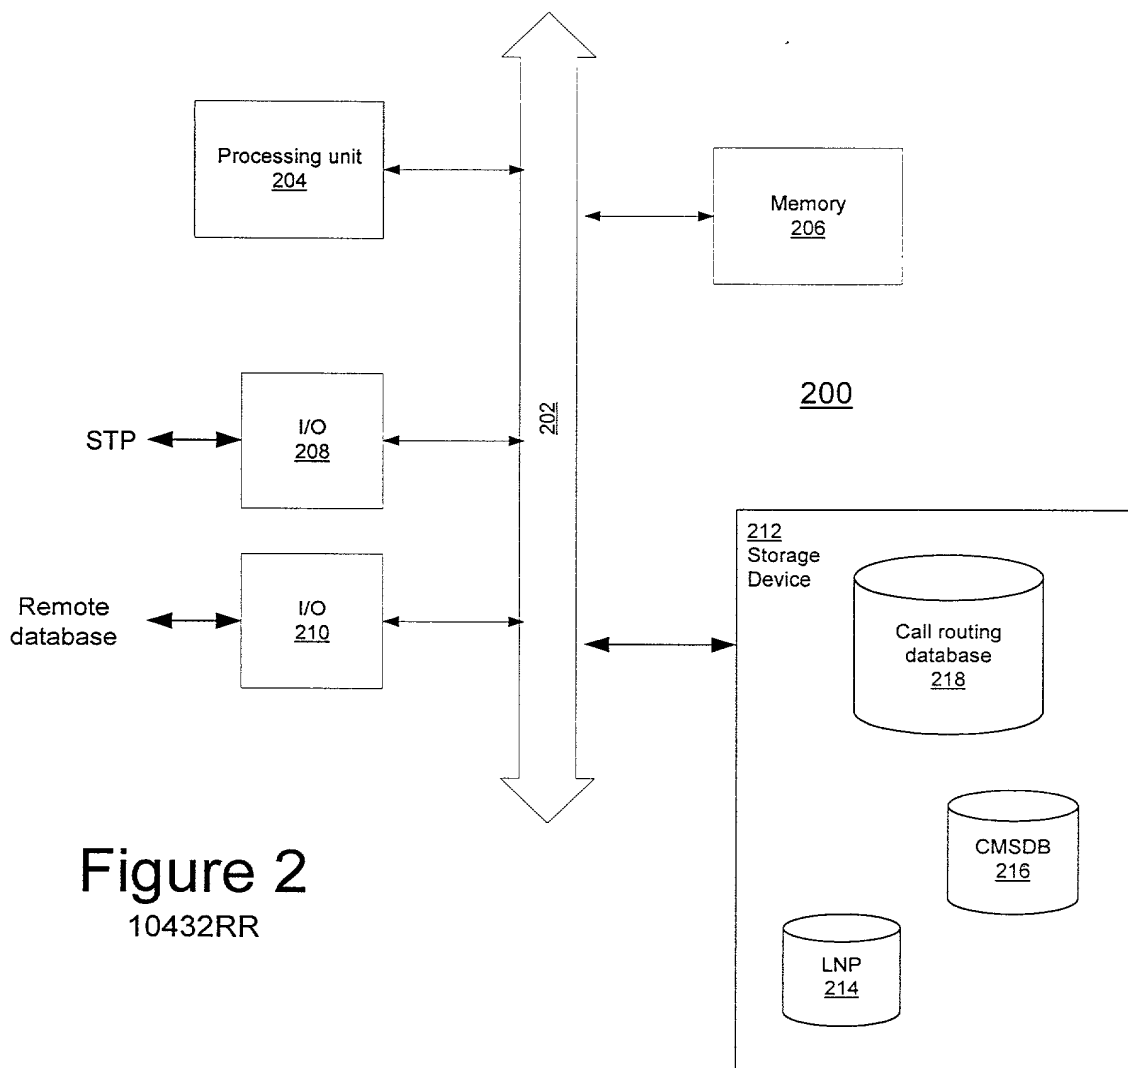 Processing unit
204
Memory
206
202
200
STP
I/O
208
Remote
database
I/O
210
212
Storage
Device
Call routing
database
218
CMSDB
216
LNP
214
Figure 2
10432RR